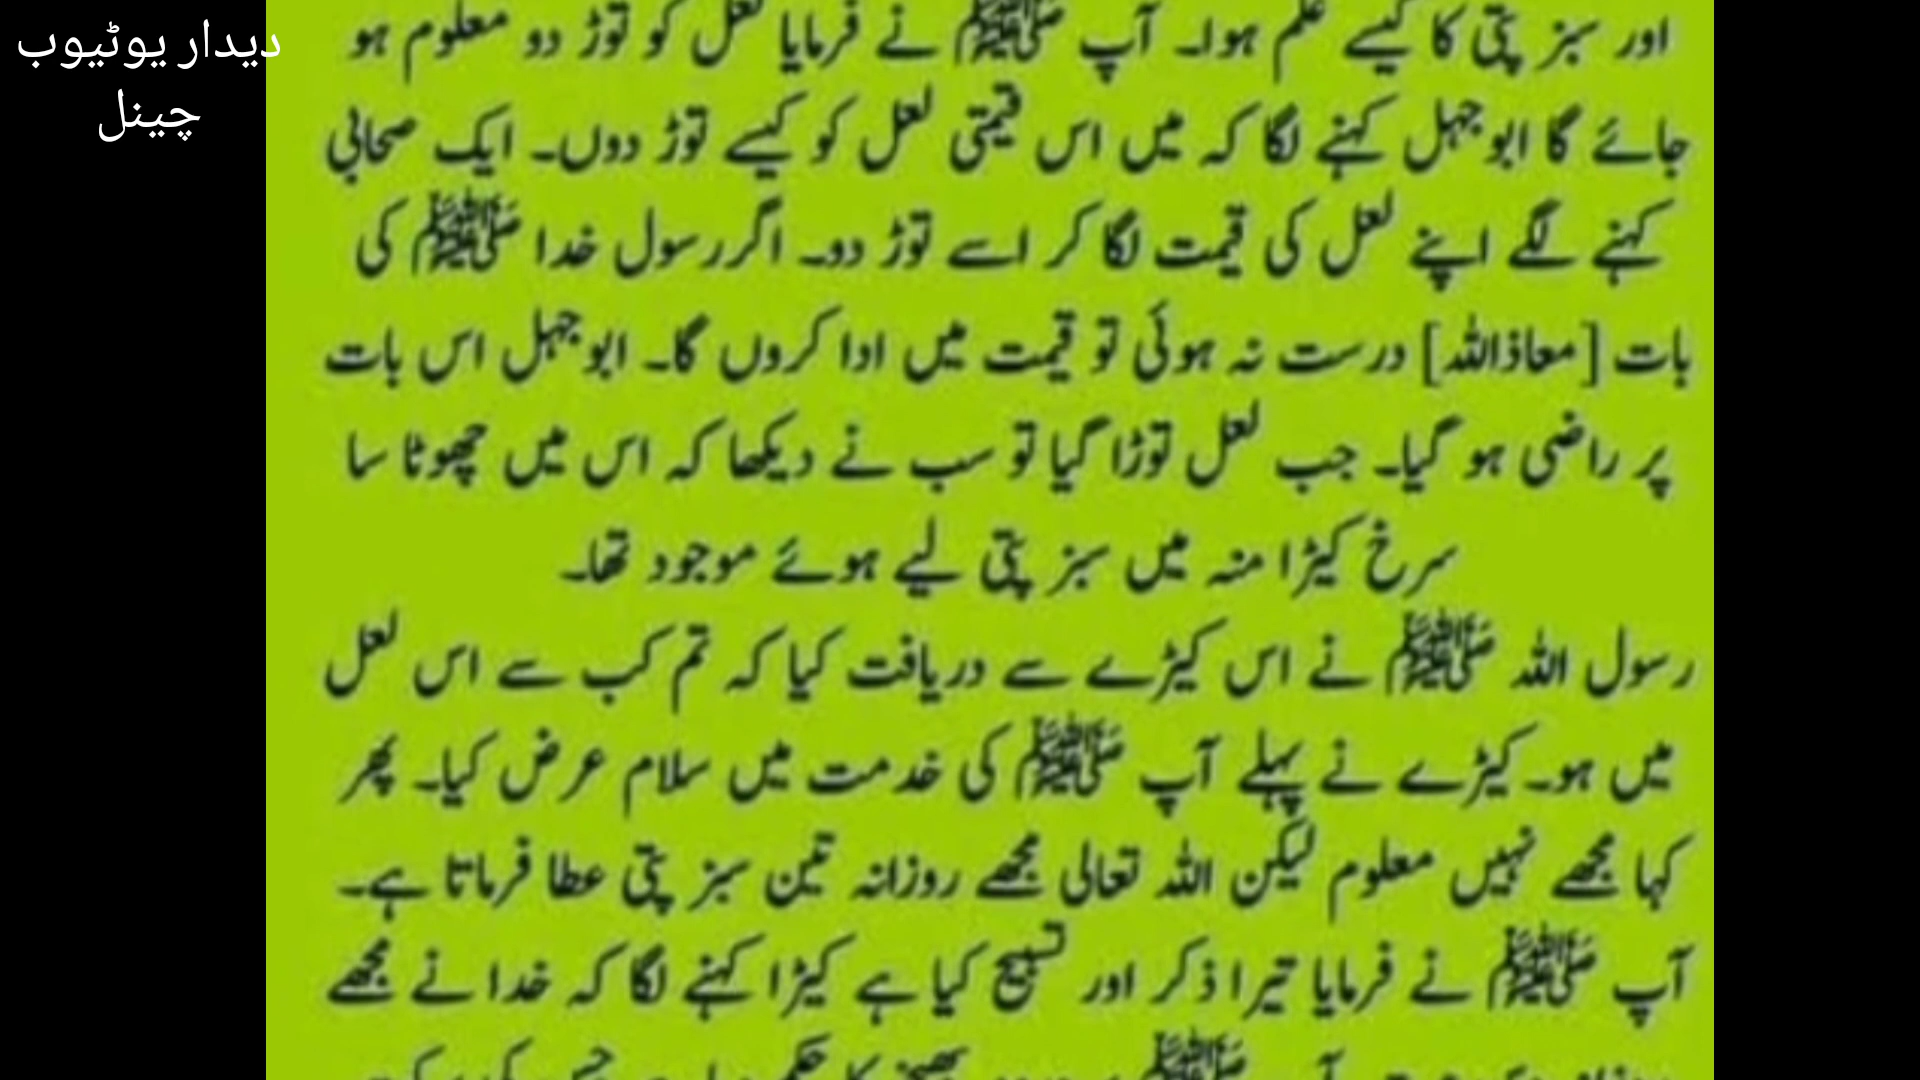 دیدار یوٹیوب
چینل
اور سبز پتی کا کیسے علم ہوا۔ آپ ﷺ نے فرمایا لعل کو توڑ دو معلوم ہو
جائے گا ابوجہل کہنے لگا کہ میں اس قیمتی لعل کو کیسے توڑ دوں۔ ایک صحابی
کہنے لگے اپنے لعل کی قیمت لگا کر اسے توڑ دو۔ اگر رسول خدا ﷺ کی
بات [معاذاللہ] درست نہ ہوئی تو قیمت میں ادا کروں گا۔ ابوجہل اس بات
پر راضی ہو گیا۔ جب لعل توڑا گیا تو سب نے دیکھا کہ اس میں چھوٹا سا
سرخ کیڑا منہ میں سبز پتی لیے ہوئے موجود تھا۔
رسول اللہ ﷺ نے اس کیڑے سے دریافت کیا کہ تم کب سے اس لعل
میں ہو۔ کیڑے نے پہلے آپ ﷺ کی خدمت میں سلام عرض کیا۔ پھر
کہا مجھے نہیں معلوم لیکن اللہ تعالی مجھے روزانہ تین سبز پتی عطا فرماتا ہے۔
آپ ﷺ نے فرمایا تیرا ذکر اور تسبیح کیا ہے کیڑا کہنے لگا کہ خدا نے مجھے